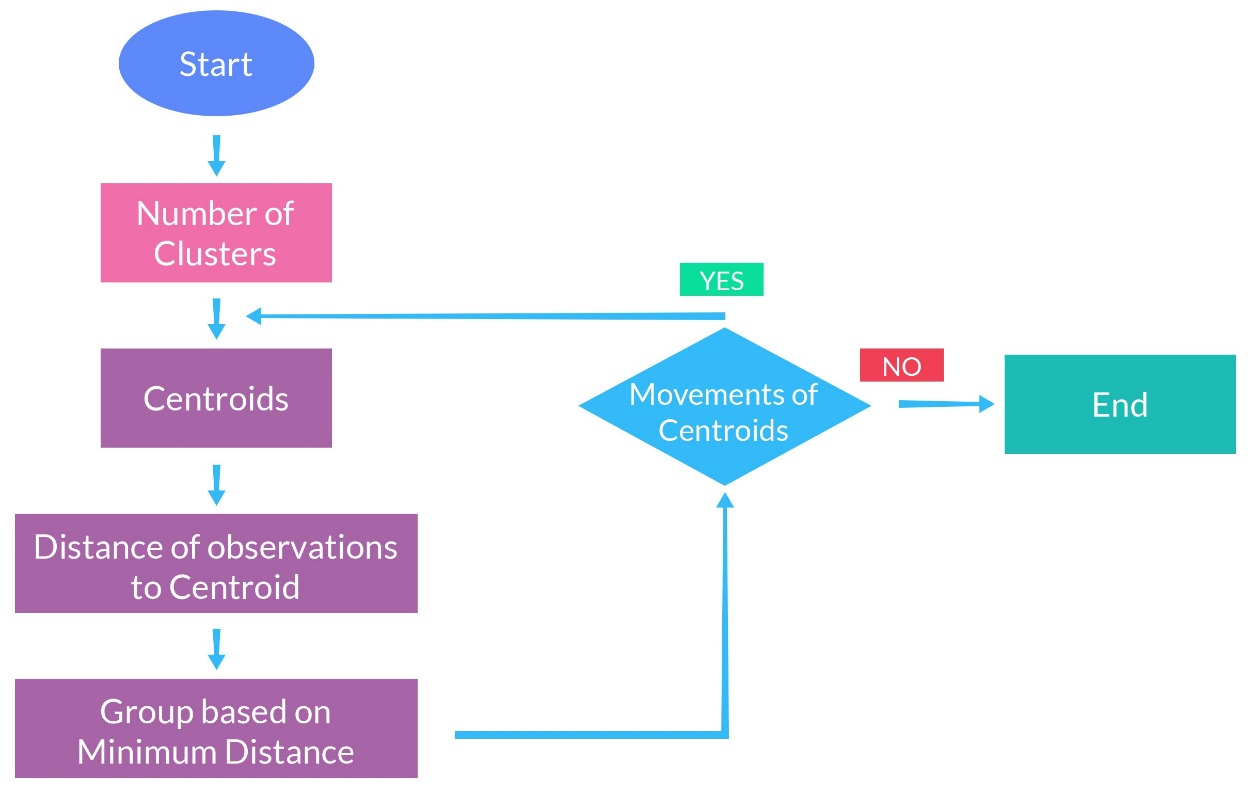 Start
Number of
Clusters
YES
Centroids
Movements of
Centroids
NO
End
Distance of observations
to Centroid
Group based on
Minimum Distance